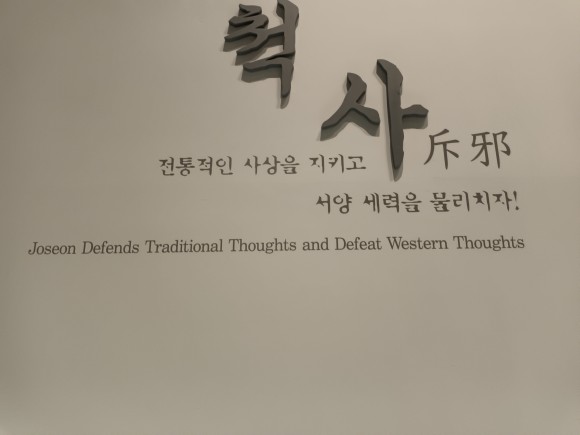 척사 斥邪
전통적인 사상을 지키고
서양 세력을 물리치자!
Joseon Defends Traditional Thoughts and Defeat Western Thoughts